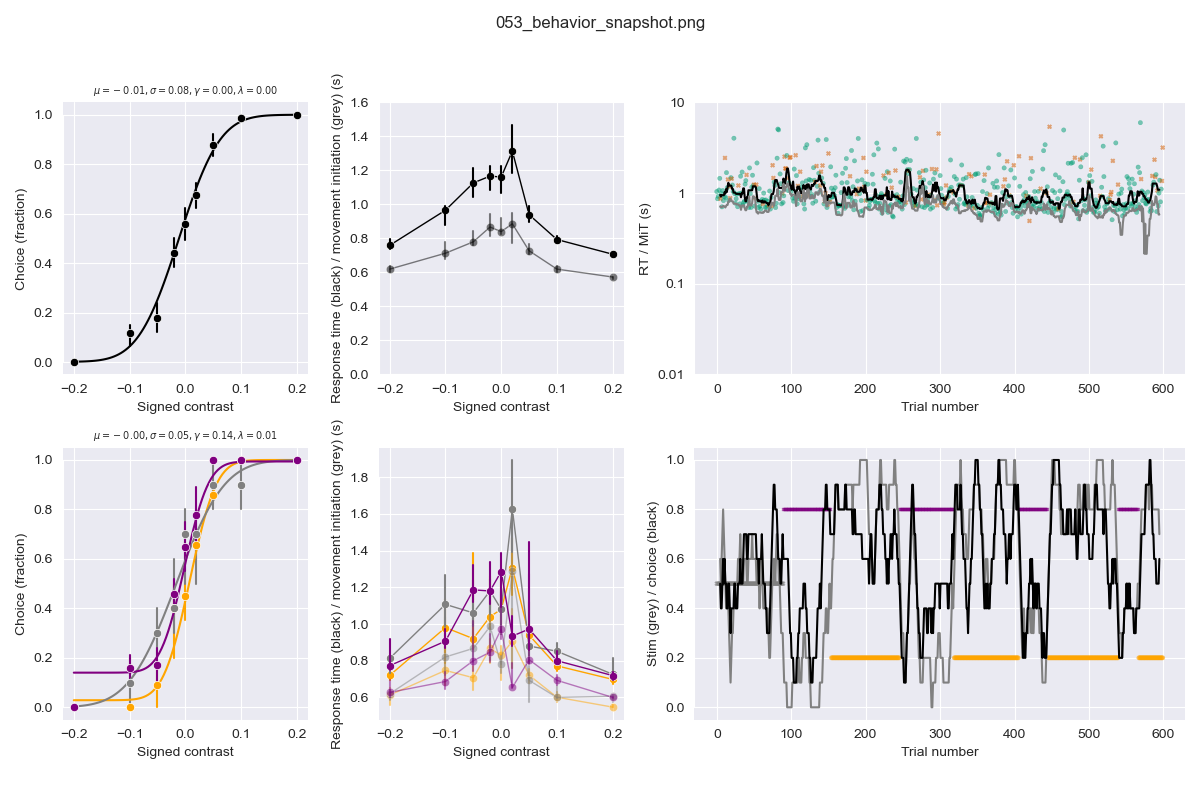 053_behavior_snapshot.png
μ = − 0.01, σ = 0.08, γ = 0.00, λ = 0.00
Choice (fraction)
1.0
0.8
0.6
0.4
0.2
0.0
−0.2 −0.1 0.0 0.1 0.2
Signed contrast
Response time (black) / movement initiation (grey) (s)
1.6
1.4
1.2
1.0
0.8
0.6
0.4
0.2
0.0
−0.2 −0.1 0.0 0.1 0.2
Signed contrast
RT / MiT (s)
10
1
0.1
0.01
0 100 200 300 400 500 600
Trial number
μ = − 0.00, σ = 0.05, γ = 0.14, λ = 0.01
Choice (fraction)
1.0
0.8
0.6
0.4
0.2
0.0
−0.2 −0.1 0.0 0.1 0.2
Signed contrast
Response time (black) / movement initiation (grey) (s)
1.8
1.6
1.4
1.2
1.0
0.8
0.6
−0.2 −0.1 0.0 0.1 0.2
Signed contrast
Stim (grey) / choice (black)
1.0
0.8
0.6
0.4
0.2
0.0
0 100 200 300 400 500 600
Trial number